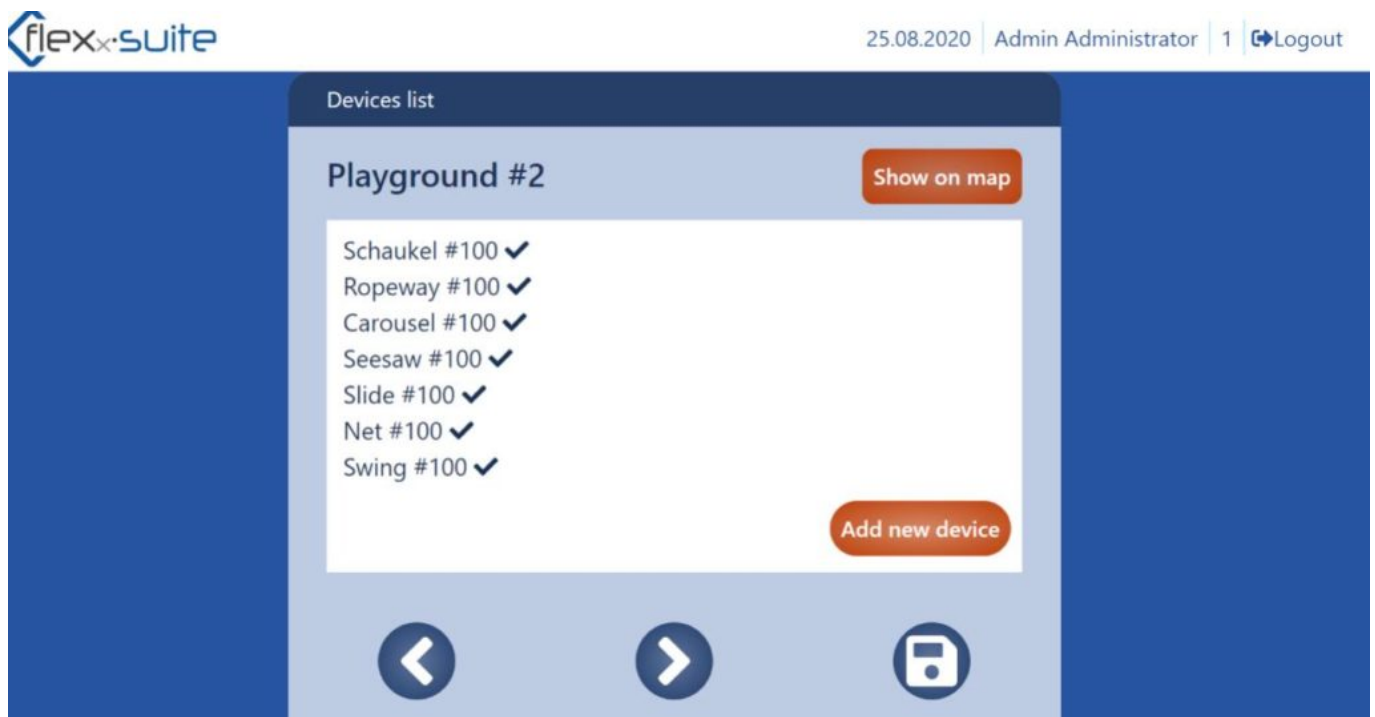 flexx·suite
25.08.2020 Admin Administrator 1 Logout
Devices list
Playground #2
Show on map
Schaukel #100
Ropeway #100
Carousel #100
Seesaw #100
Slide #100
Net #100
Swing #100
Add new device